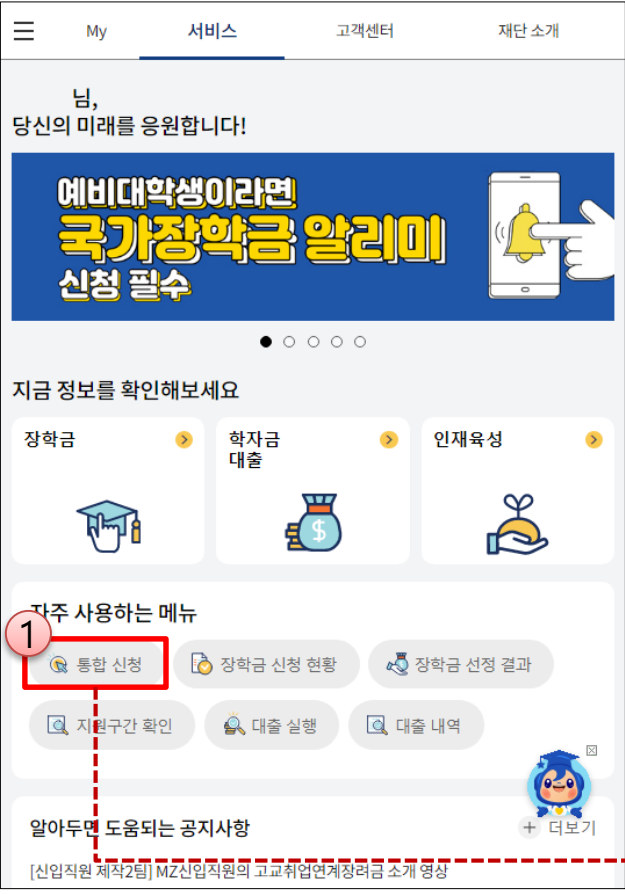 My 서비스 고객센터 재단 소개
님,
당신의 미래를 응원합니다!
예비대학생이라면
국가장학금 알리미
신청 필수
지금 정보를 확인해보세요
장학금
학자금
대출
인재육성
$
자주 사용하는 메뉴
1
통합 신청 장학금 신청 현황 장학금 선정 결과
지원구간 확인 대출 실행 대출 내역
알아두면 도움되는 공지사항 + 더보기
[신입직원 제작2팀] MZ신입직원의 고교취업연계장려금 소개 영상